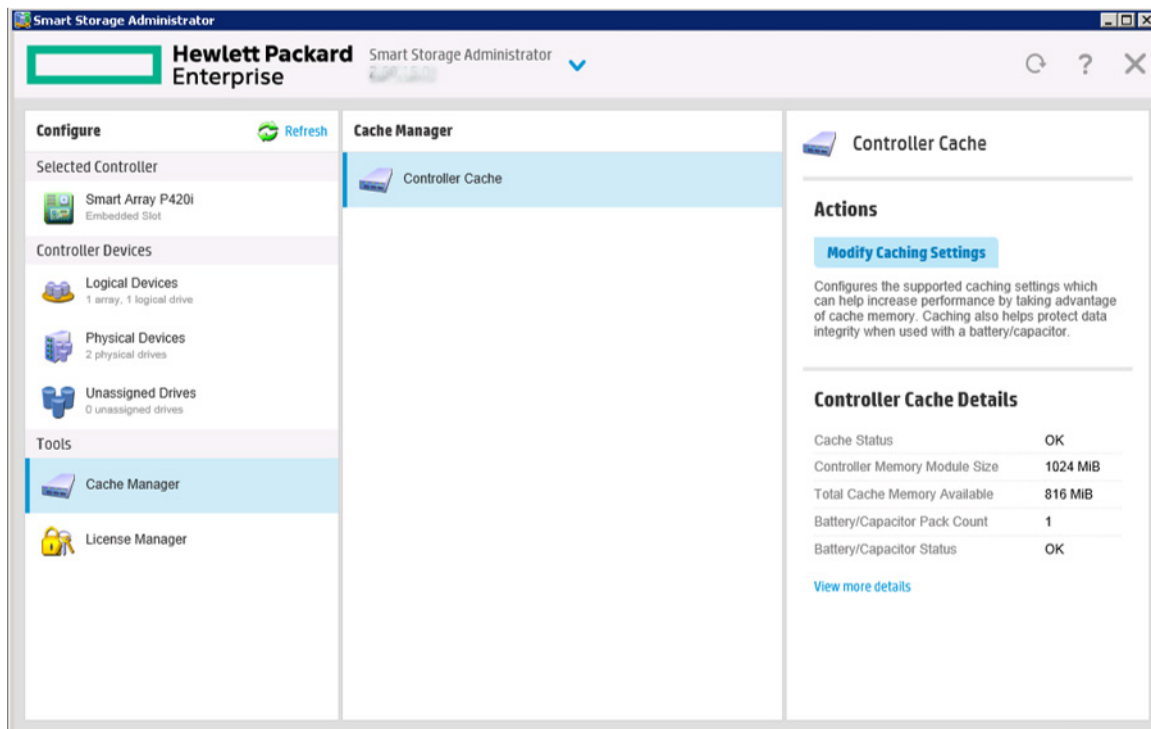 Smart Storage Administrator
Hewlett Packard
Enterprise
Smart Storage Administrator
?
Configure
Refresh
Selected Controller
Smart Array P420i
Embedded Slot
Controller Devices
Logical Devices
1 array, 1 logical drive
Physical Devices
2 physical drives
Unassigned Drives
0 unassigned drives
Tools
Cache Manager
License Manager
Cache Manager
Controller Cache
Controller Cache
Actions
Modify Caching Settings
Configures the supported caching settings which
can help increase performance by taking advantage
of cache memory. Caching also helps protect data
integrity when used with a battery/capacitor.
Controller Cache Details
Cache Status OK
Controller Memory Module Size 1024 MiB
Total Cache Memory Available 816 MiB
Battery/Capacitor Pack Count 1
Battery/Capacitor Status OK
View more details